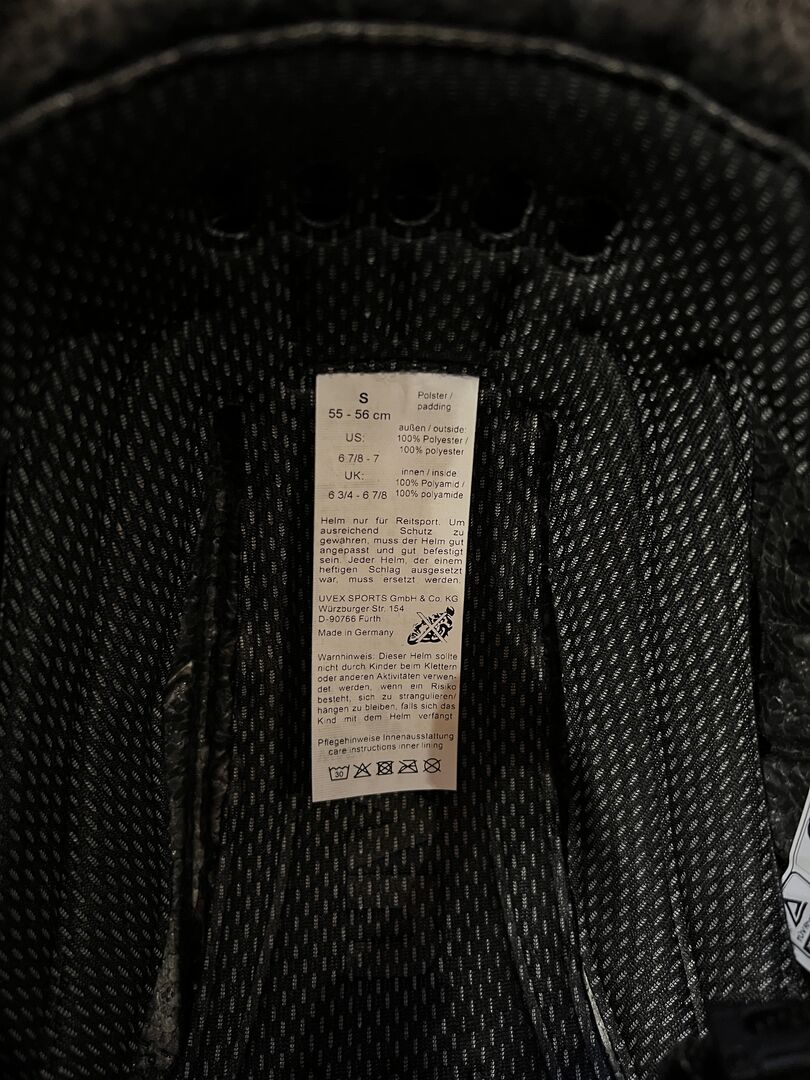 S
55 - 56 cm
US:
6 7/8 - 7
UK:
6 3/4 - 6 7/8
Polster /
padding
außen / outside:
100% Polyester /
100% polyester
innen / inside
100% Polyamid /
100% polyamide
Helm nur für Reitsport. Um
ausreichend Schutz zu
gewähren, muss der Helm gut
angepasst und gut befestigt
sein. Jeder Helm, der einem
heftigen Schlag ausgesetzt
war, muss ersetzt werden.
UVEX SPORTS GmbH & Co. KG
Würzburger Str. 154
D-90766 Fürth
Made in Germany
Warnhinweis: Dieser Helm sollte
nicht durch Kinder beim Klettern
oder anderen Aktivitäten verwen-
det werden, wenn ein Risiko
besteht, sich zu strangulieren/
hängen zu bleiben, falls sich das
Kind mit dem Helm verfängt
Pflegehinweise Innenausstattung
care instructions inner lining
30